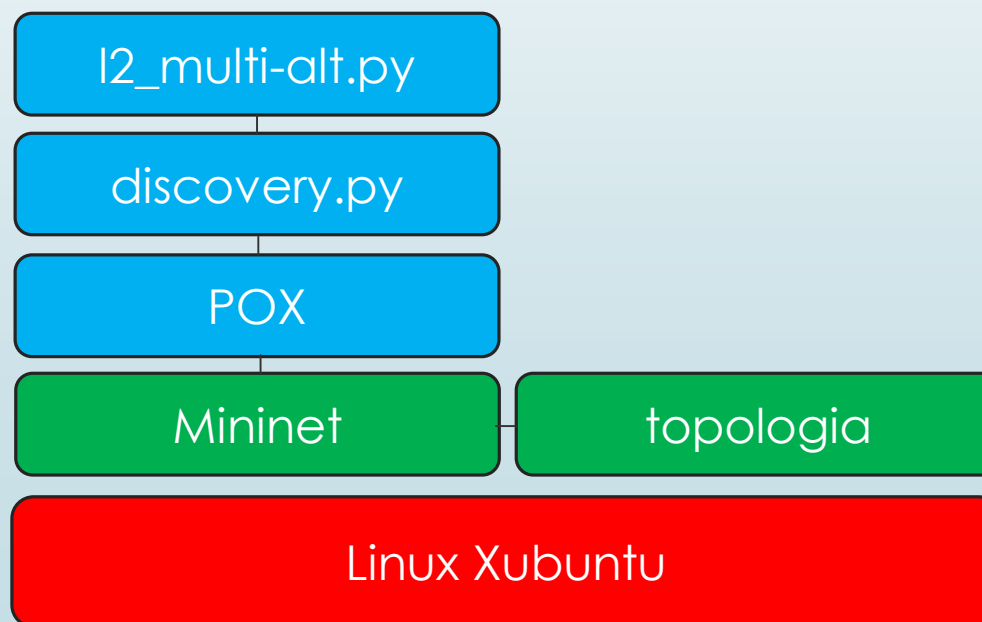 l2_multi-alt.py
discovery.py
POX
Mininet
topologia
Linux Xubuntu